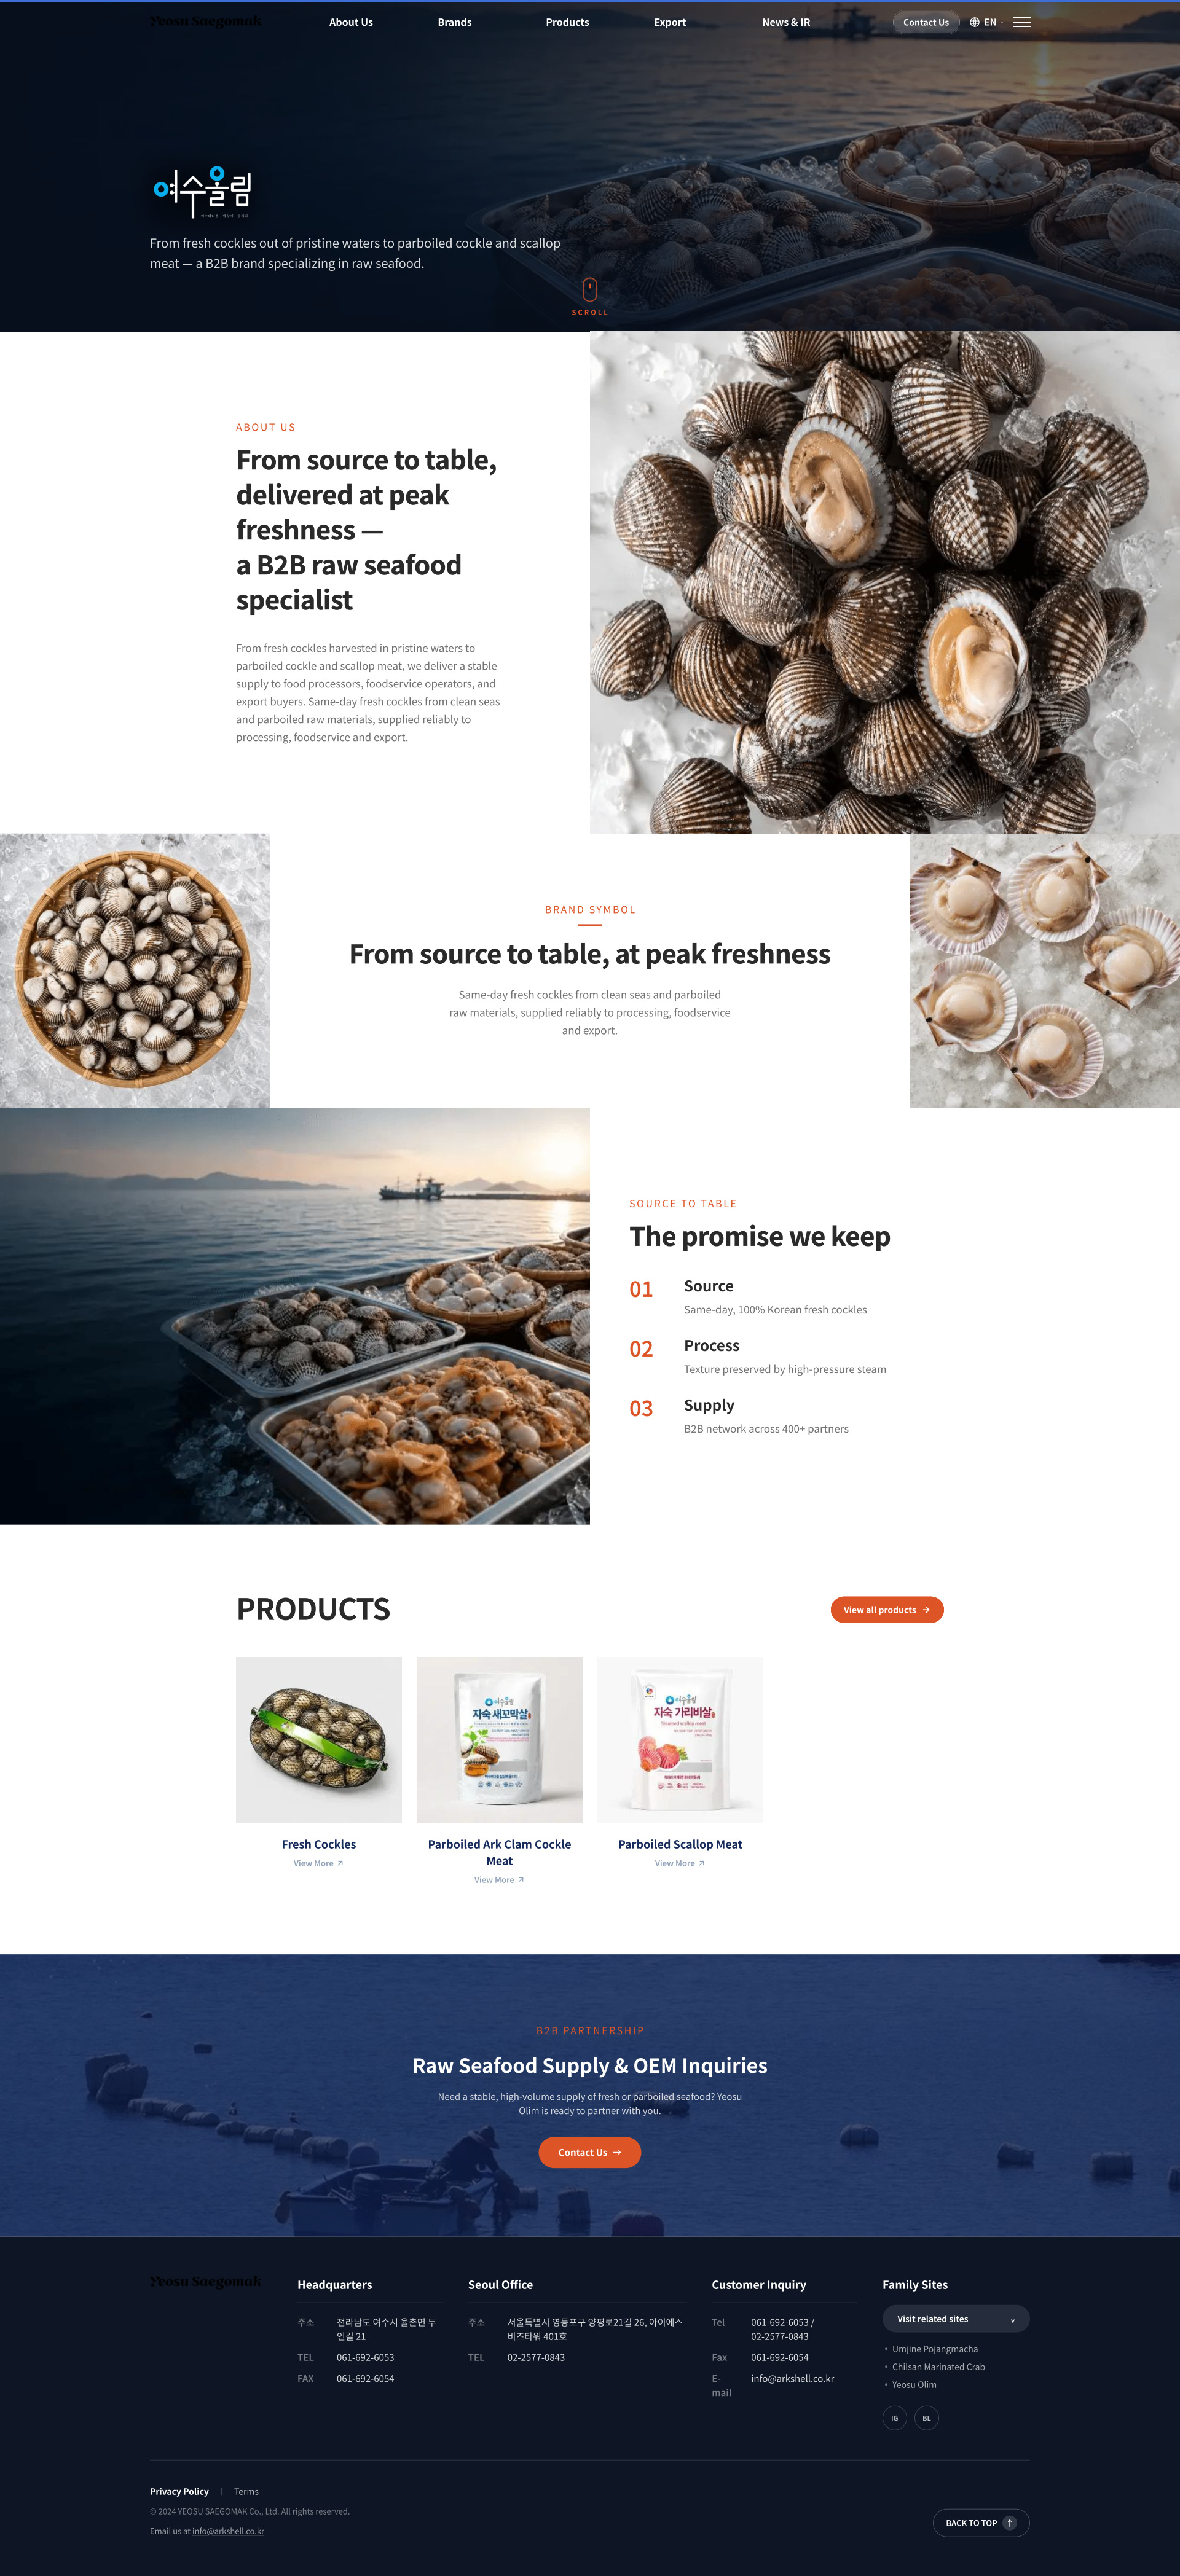 Yeosu Saegomak
About Us
Brands
Products
Export
News & IR
Contact Us
EN
여수올림
From fresh cockles out of pristine waters to parboiled cockle and scallop
meat — a B2B brand specializing in raw seafood.
SCROLL
ABOUT US
From source to table,
delivered at peak
freshness —
a B2B raw seafood
specialist
From fresh cockles harvested in pristine waters to
parboiled cockle and scallop meat, we deliver a stable
supply to food processors, foodservice operators, and
export buyers. Same-day fresh cockles from clean seas
and parboiled raw materials, supplied reliably to
processing, foodservice and export.
BRAND SYMBOL
From source to table, at peak freshness
Same-day fresh cockles from clean seas and parboiled
raw materials, supplied reliably to processing, foodservice
and export.
SOURCE TO TABLE
The promise we keep
01
Source
Same-day, 100% Korean fresh cockles
02
Process
Texture preserved by high-pressure steam
03
Supply
B2B network across 400+ partners
PRODUCTS
View all products →
여수올림
자숙 새꼬막살
여수올림
자숙 가리비살
Fresh Cockles
View More ↗
Parboiled Ark Clam Cockle
Meat
View More ↗
Parboiled Scallop Meat
View More ↗
B2B PARTNERSHIP
Raw Seafood Supply & OEM Inquiries
Need a stable, high-volume supply of fresh or parboiled seafood? Yeosu
Olim is ready to partner with you.
Contact Us →
Yeosu Saegomak
Headquarters
주소 전라남도 여수시 율촌면 두
언길 21
TEL 061-692-6053
FAX 061-692-6054
Seoul Office
주소 서울특별시 영등포구 양평로21길 26, 아이에스
비즈타워 401호
TEL 02-2577-0843
Customer Inquiry
Tel 061-692-6053 /
02-2577-0843
Fax 061-692-6054
E-
mail info@arkshell.co.kr
Family Sites
Visit related sites
Umjine Pojangmacha
Chilsan Marinated Crab
Yeosu Olim
IG
BL
Privacy Policy
Terms
© 2024 YEOSU SAEGOMAK Co., Ltd. All rights reserved.
Email us at info@arkshell.co.kr
BACK TO TOP ↑